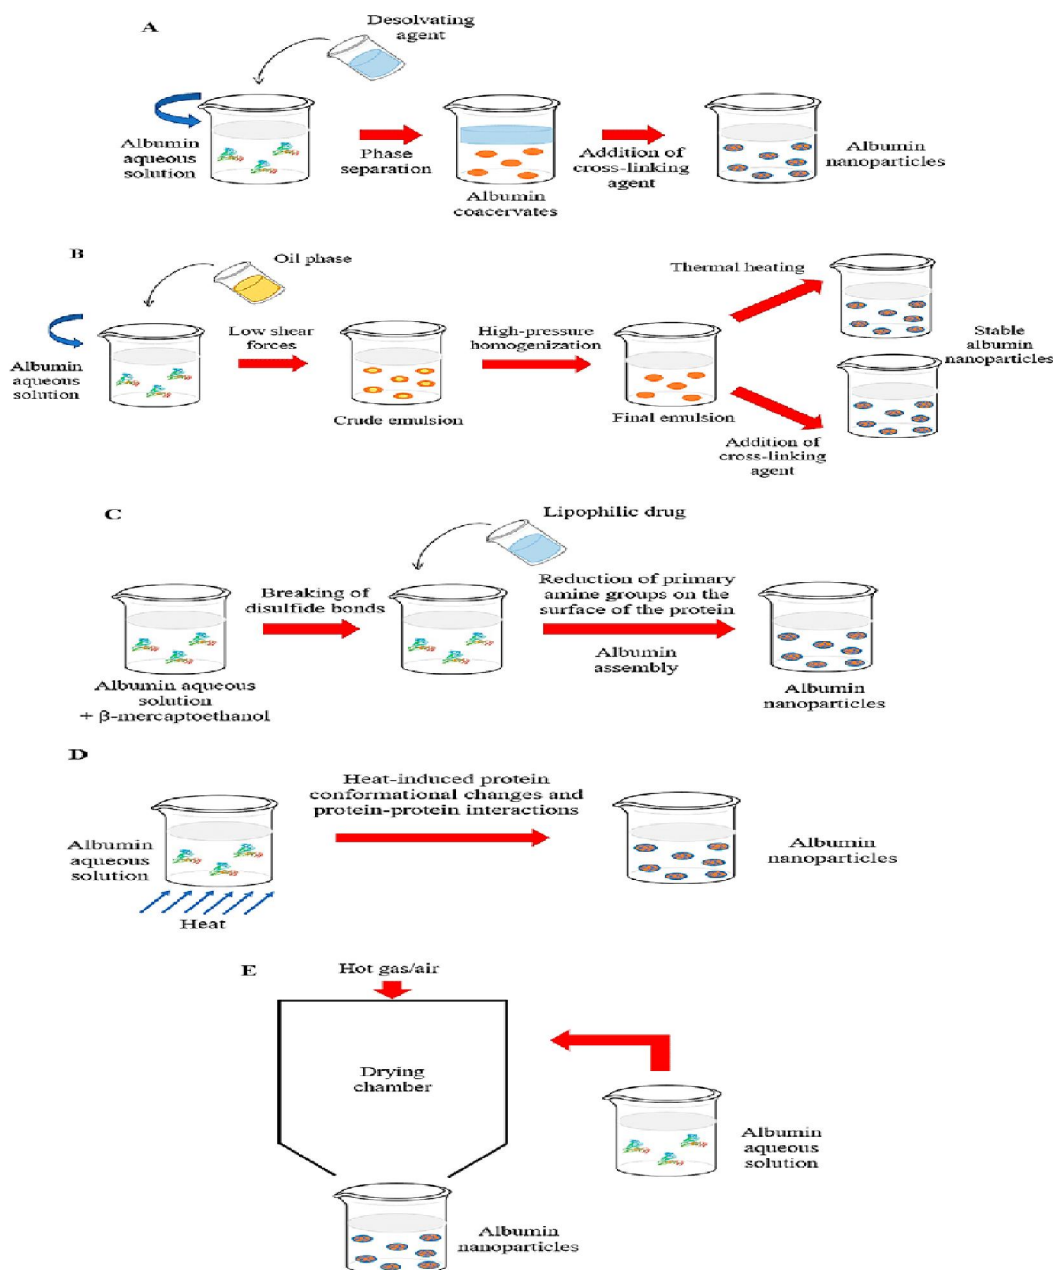 A
Desolvating
agent
Albumin
aqueous
solution
Phase
separation
Albumin
coacervates
Addition of
cross-linking
agent
Albumin
nanoparticles
B
Oil phase
Albumin
aqueous
solution
Low shear
forces
Crude emulsion
High-pressure
homogenization
Final emulsion
Thermal heating
Stable
albumin
nanoparticles
Addition of
cross-linking
agent
C
Lipophilic drug
Breaking of
disulfide bonds
Reduction of primary
amine groups on the
surface of the protein
Albumin
assembly
Albumin aqueous
solution
+ β-mercaptoethanol
Albumin
nanoparticles
D
Heat-induced protein
conformational changes and
protein-protein interactions
Albumin
aqueous
solution
Heat
Albumin
nanoparticles
E
Hot gas/air
Drying
chamber
Albumin
aqueous
solution
Albumin
nanoparticles